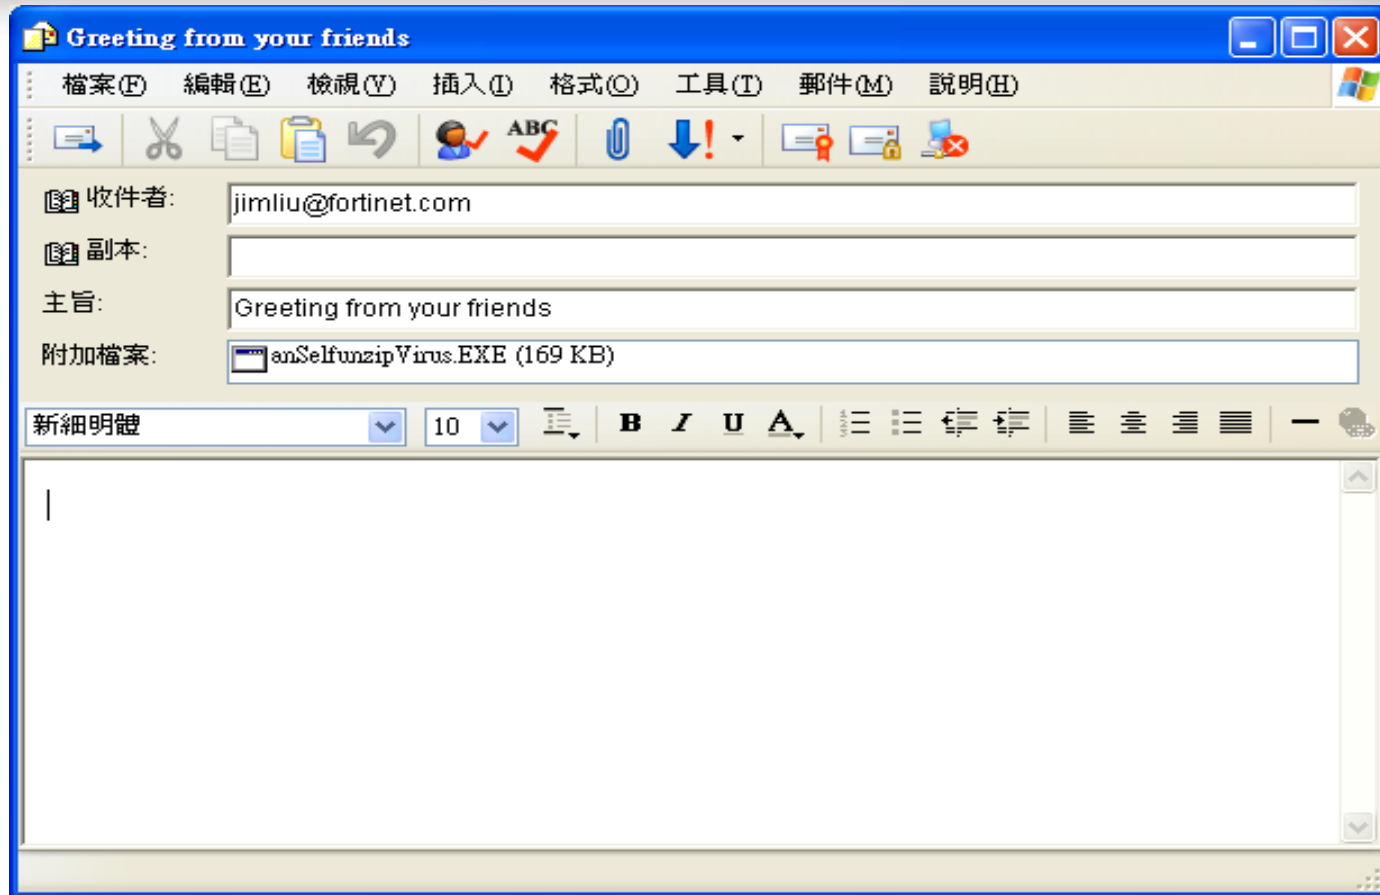 Greeting from your friends
檔案(F) 編輯(E) 檢視(V) 插入(I) 格式(O) 工具(T) 郵件(M) 說明(H)
ABC
收件者: jimliu@fortinet.com
副本:
主旨: Greeting from your friends
附加檔案: anSelfunzipVirus.EXE (169 KB)
新細明體 10 B I U A